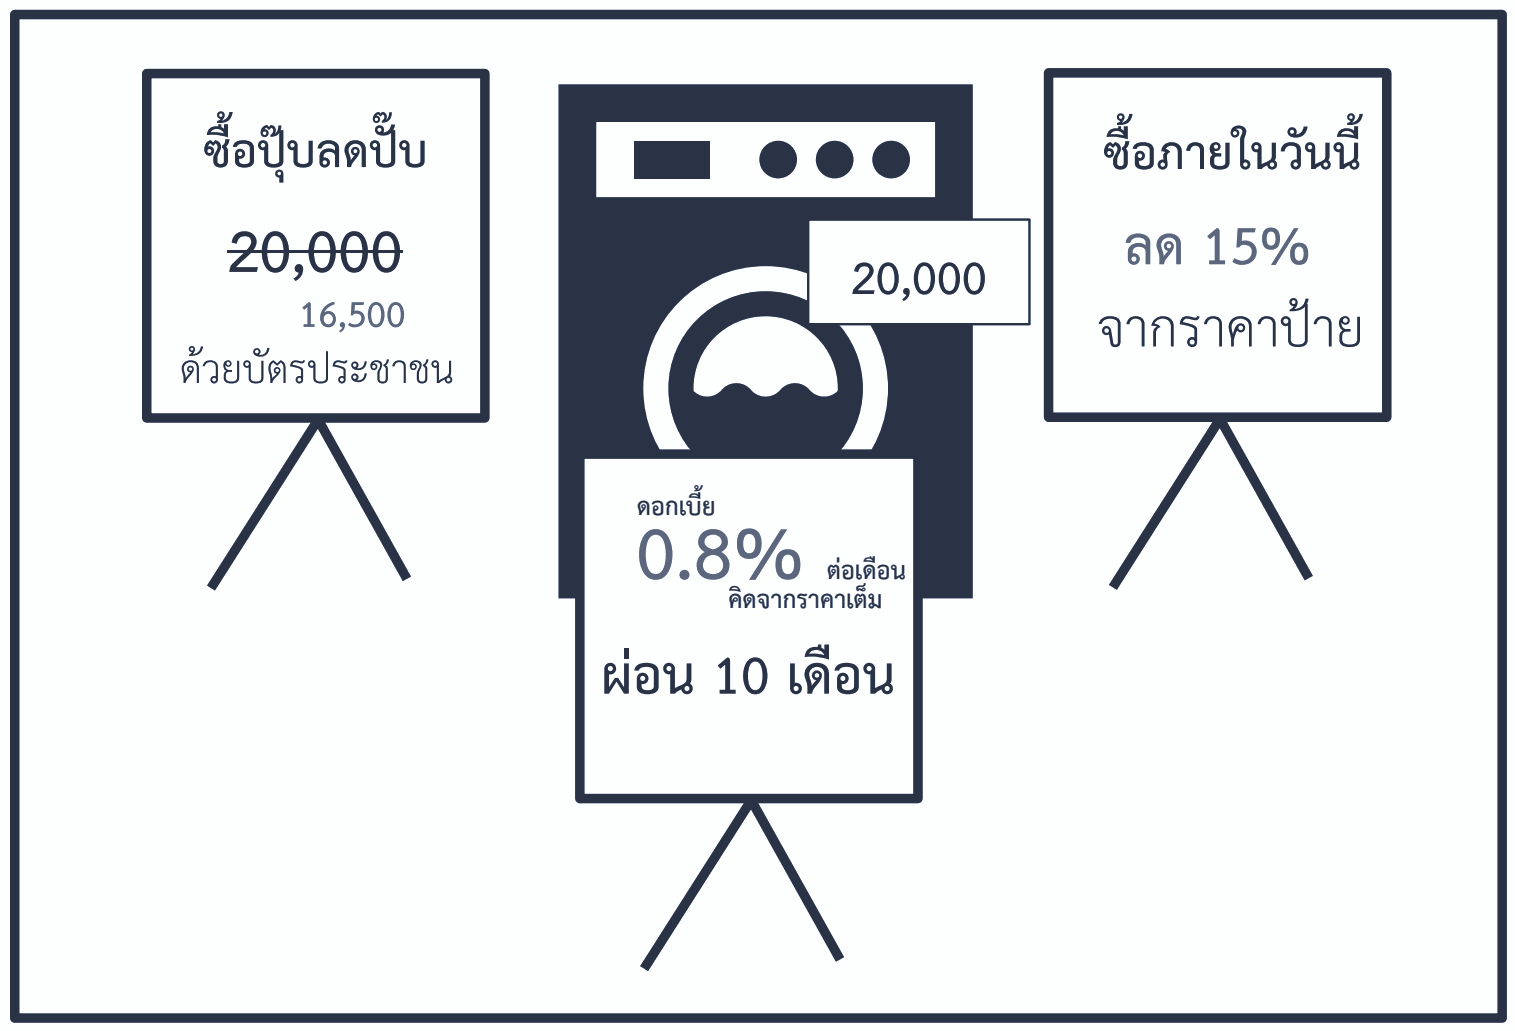 ซื้อปุ๊บลดปั๊บ
20,000
16,500
ด้วยบัตรประชาชน
20,000
ซื้อภายในวันนี้
ลด 15%
จากราคาป้าย
ดอกเบี้ย
0.8% ต่อเดือน
คิดจากราคาเต็ม
ผ่อน 10 เดือน